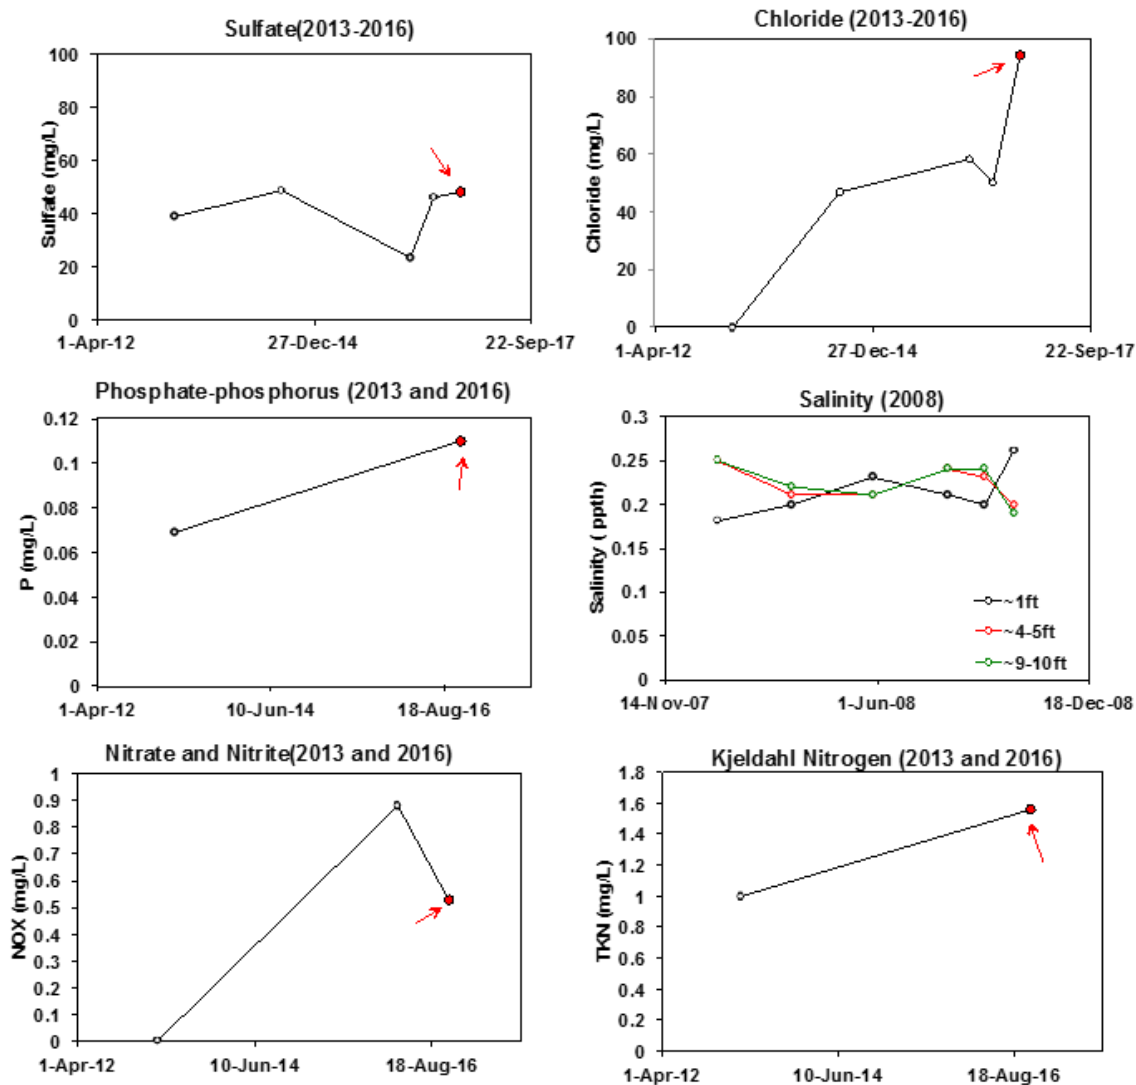 Sulfate(2013-2016)
100
80
60
40
20
0
Sulfate (mg/L)
1-Apr-12
27-Dec-14
22-Sep-17
Chloride (2013-2016)
100
80
60
40
20
0
Chloride (mg/L)
1-Apr-12
27-Dec-14
22-Sep-17
Phosphate-phosphorus (2013 and 2016)
0.12
0.1
0.08
0.06
0.04
0.02
0
P (mg/L)
1-Apr-12
10-Jun-14
18-Aug-16
Salinity (2008)
0.3
0.25
0.2
0.15
0.1
0.05
0
Salinity ( ppth)
~1ft
~4-5ft
~9-10ft
14-Nov-07
1-Jun-08
18-Dec-08
Nitrate and Nitrite(2013 and 2016)
1
0.9
0.8
0.7
0.6
0.5
0.4
0.3
0.2
0.1
0
NOX (mg/L)
1-Apr-12
10-Jun-14
18-Aug-16
Kjeldahl Nitrogen (2013 and 2016)
1.8
1.6
1.4
1.2
1
0.8
0.6
0.4
0.2
0
TKN (mg/L)
1-Apr-12
10-Jun-14
18-Aug-16